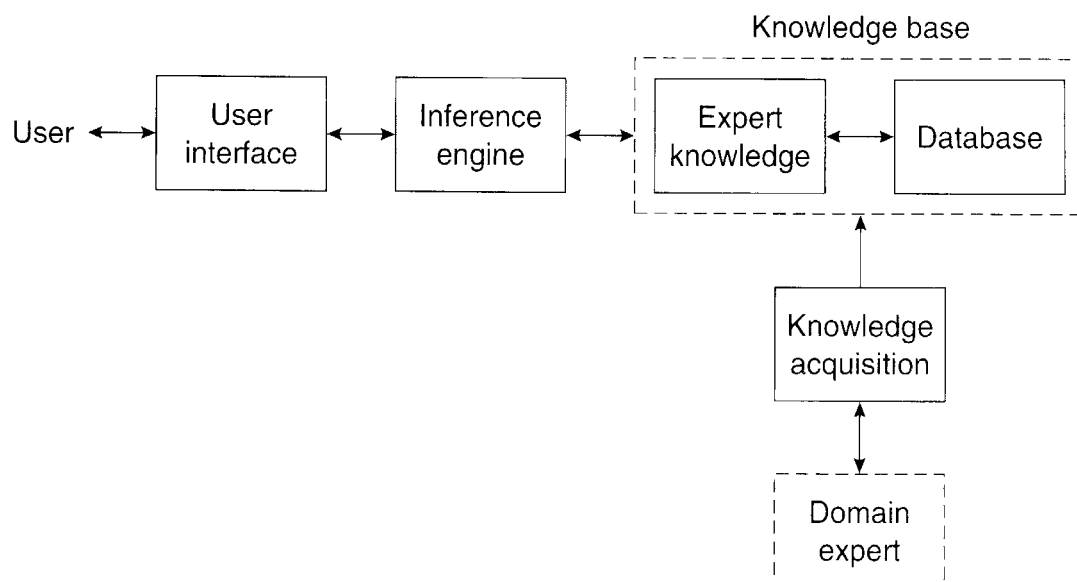 Knowledge base
User
User
interface
Inference
engine
Expert
knowledge
Database
Knowledge
acquisition
Domain
expert